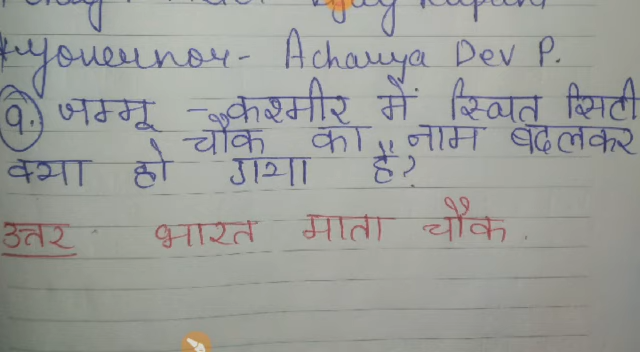 Governor - Acharya Dev P.
9. जम्मू - कश्मीर में स्थित सिटी
चौक का नाम बदलकर
क्या हो गया है?
उत्तर भारत माता चौक.